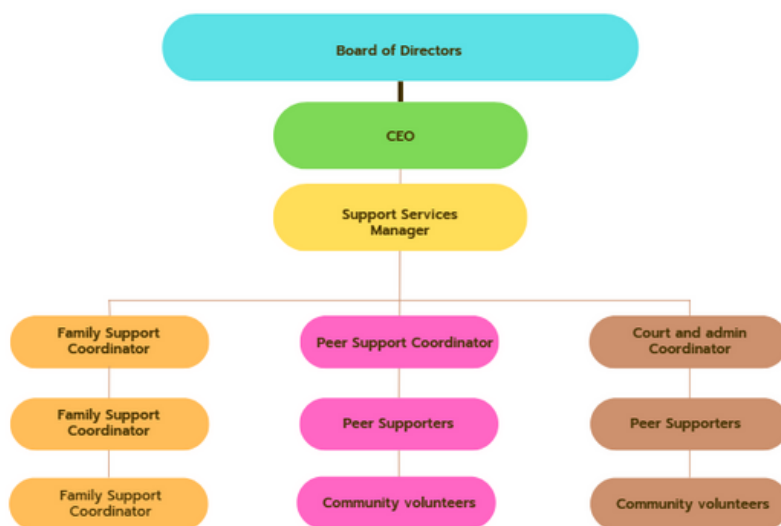 Board of Directors
CEO
Support Services
Manager
Family Support
Coordinator
Peer Support Coordinator
Court and admin
Coordinator
Family Support
Coordinator
Peer Supporters
Peer Supporters
Family Support
Coordinator
Community volunteers
Community volunteers